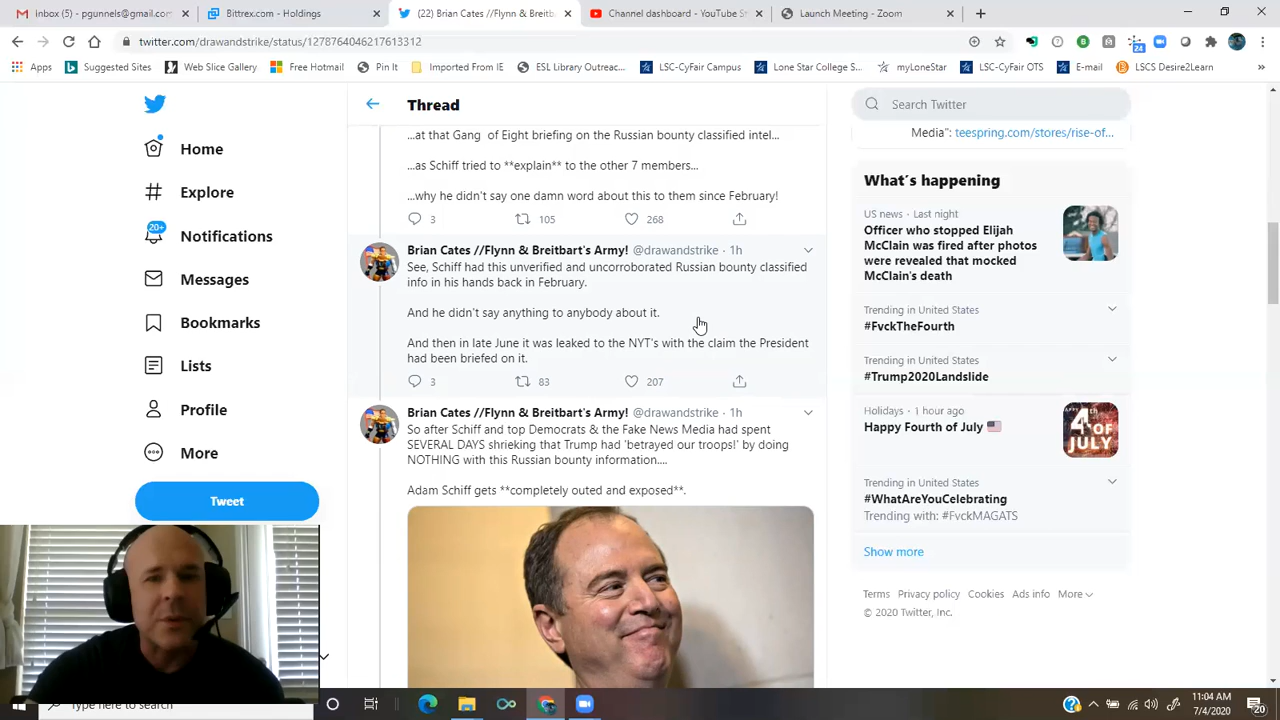 Inbox (22) - pgunnels@gmail.com
Bittrex.com - Holdings
(22) Brian Cates //Flynn & Breitb
Channel dashboard - YouTube St
Launch Meeting - Zoom
twitter.com/drawandstrike/status/1278764046217613312
24
Apps
Suggested Sites
Web Slice Gallery
Free Hotmail
Pin It
Imported From IE
ESL Library Outreac...
LSC-CyFair Campus
Lone Star College S...
myLoneStar
LSC-CyFair OTS
E-mail
LSCS Desire2Learn
Home
Explore
20+
Notifications
Messages
Bookmarks
Lists
Profile
More
Tweet
Thread
...at that Gang of Eight briefing on the Russian bounty classified intel...
...as Schiff tried to **explain** to the other 7 members...
...why he didn't say one damn word about this to them since February!
3 105 268
Brian Cates //Flynn & Breitbart's Army! @drawandstrike · 1h
See, Schiff had this unverified and uncorroborated Russian bounty classified
info in his hands back in February.
And he didn't say anything to anybody about it.
And then in late June it was leaked to the NYT's with the claim the President
had been briefed on it.
3 83 207
Brian Cates //Flynn & Breitbart's Army! @drawandstrike · 1h
So after Schiff and top Democrats & the Fake News Media had spent
SEVERAL DAYS shrieking that Trump had 'betrayed our troops!' by doing
NOTHING with this Russian bounty information....
Adam Schiff gets **completely outed and exposed**.
Search Twitter
Media": teespring.com/stores/rise-of...
What's happening
US news · Last night
Officer who stopped Elijah
McClain was fired after photos
were revealed that mocked
McClain's death
Trending in United States
#FvckTheFourth
Trending in United States
#Trump2020Landslide
Holidays · 1 hour ago
Happy Fourth of July
4
OF
JULY
Trending in United States
#WhatAreYouCelebrating
Trending with: #FvckMAGATS
Show more
Terms Privacy policy Cookies Ads info More
© 2020 Twitter, Inc.
Type here to search
11:04 AM
7/4/2020
20